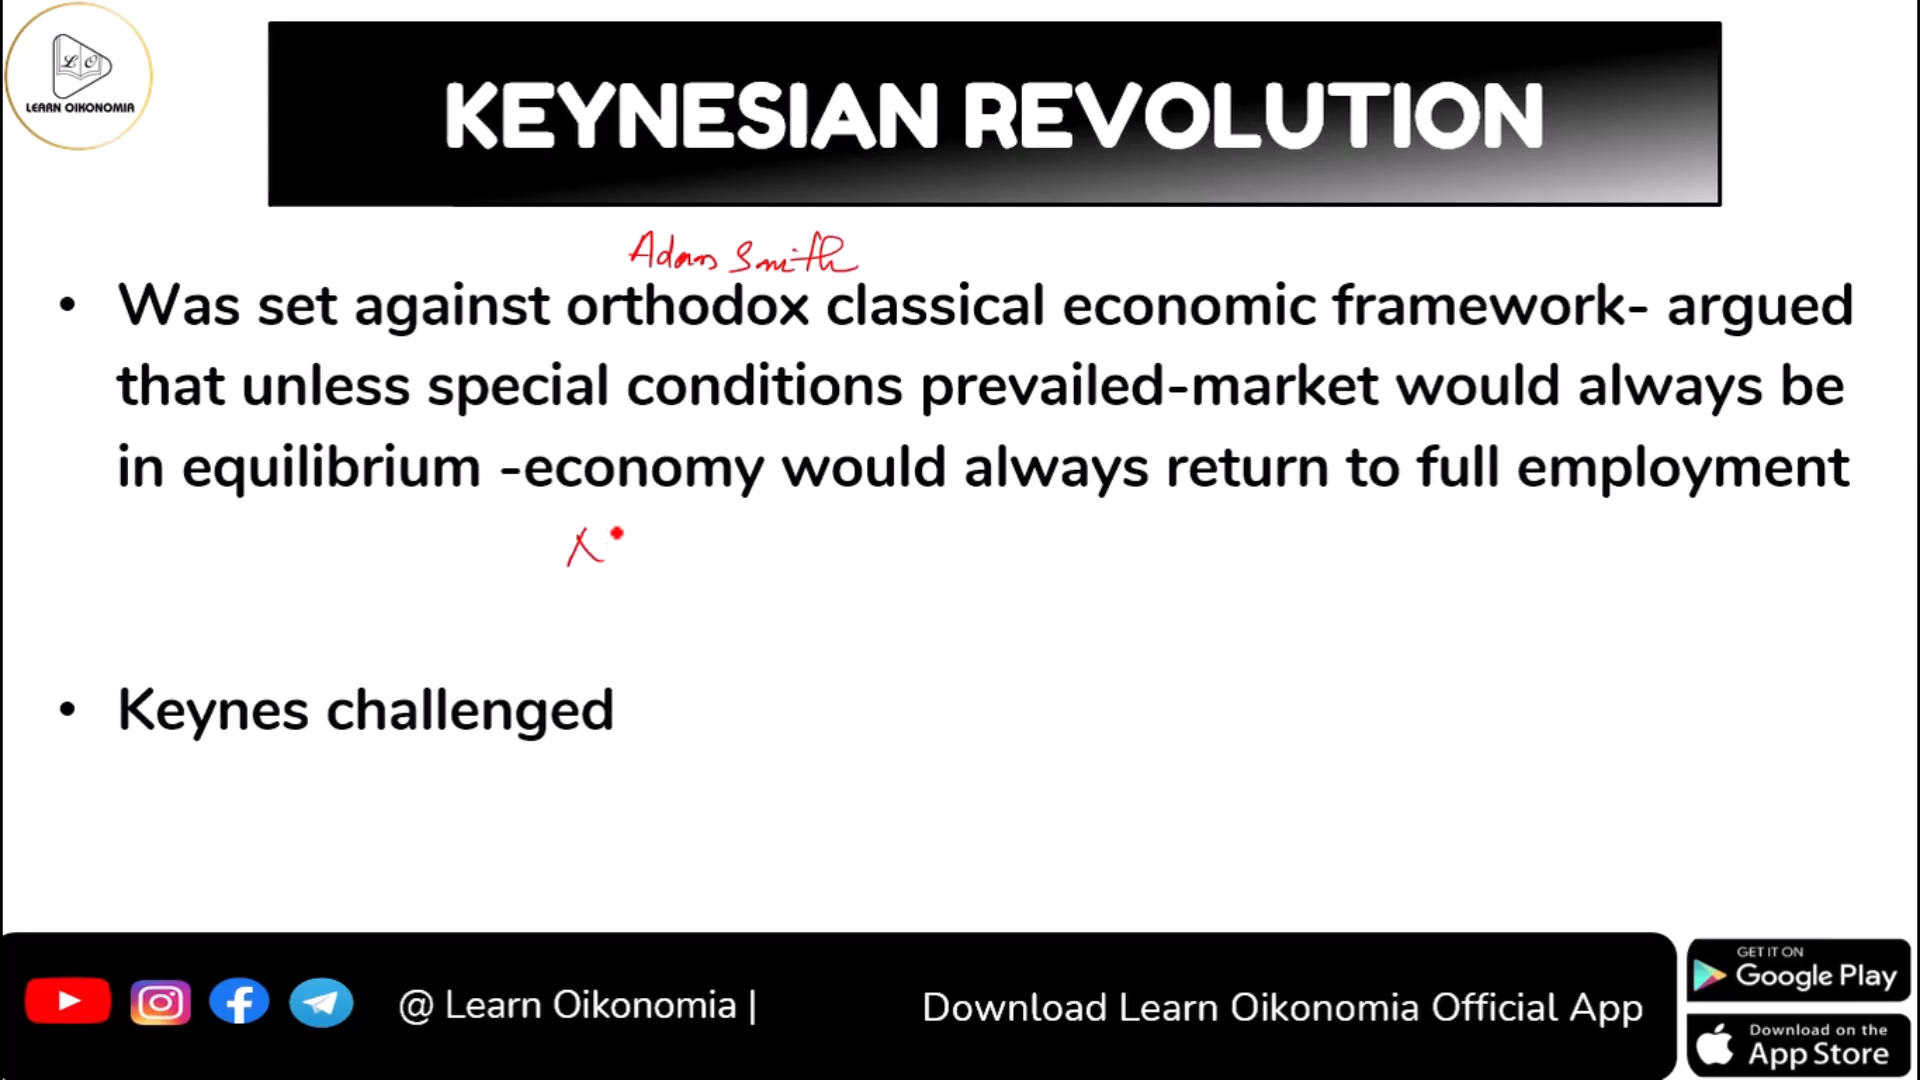 L O
LEARN OIKONOMIA
KEYNESIAN REVOLUTION
Adam Smith
• Was set against orthodox classical economic framework- argued
that unless special conditions prevailed-market would always be
in equilibrium -economy would always return to full employment
• Keynes challenged
@ Learn Oikonomia |
Download Learn Oikonomia Official App
GET IT ON
Google Play
Download on the
App Store